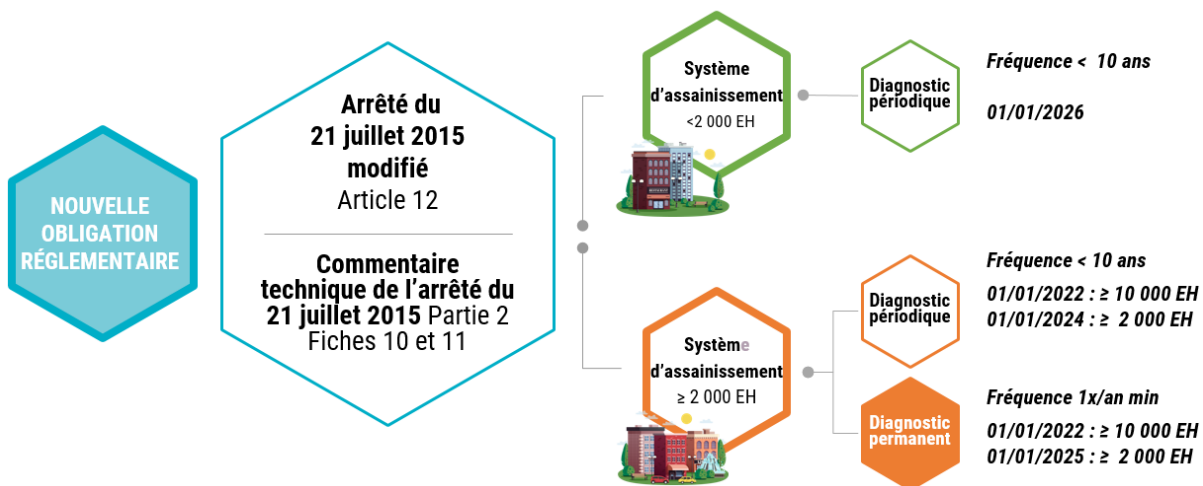 NOUVELLE
OBLIGATION
RÉGLEMENTAIRE
Arrêté du
21 juillet 2015
modifié
Article 12
Commentaire
technique de l'arrêté du
21 juillet 2015 Partie 2
Fiches 10 et 11
Système
d'assainissement
<2 000 EH
Diagnostic
périodique
Fréquence < 10 ans
01/01/2026
Système
d'assainissement
≥ 2 000 EH
Diagnostic
périodique
Fréquence < 10 ans
01/01/2022 : ≥ 10 000 EH
01/01/2024 : ≥ 2 000 EH
Diagnostic
permanent
Fréquence 1x/an min
01/01/2022 : ≥ 10 000 EH
01/01/2025 : ≥ 2 000 EH